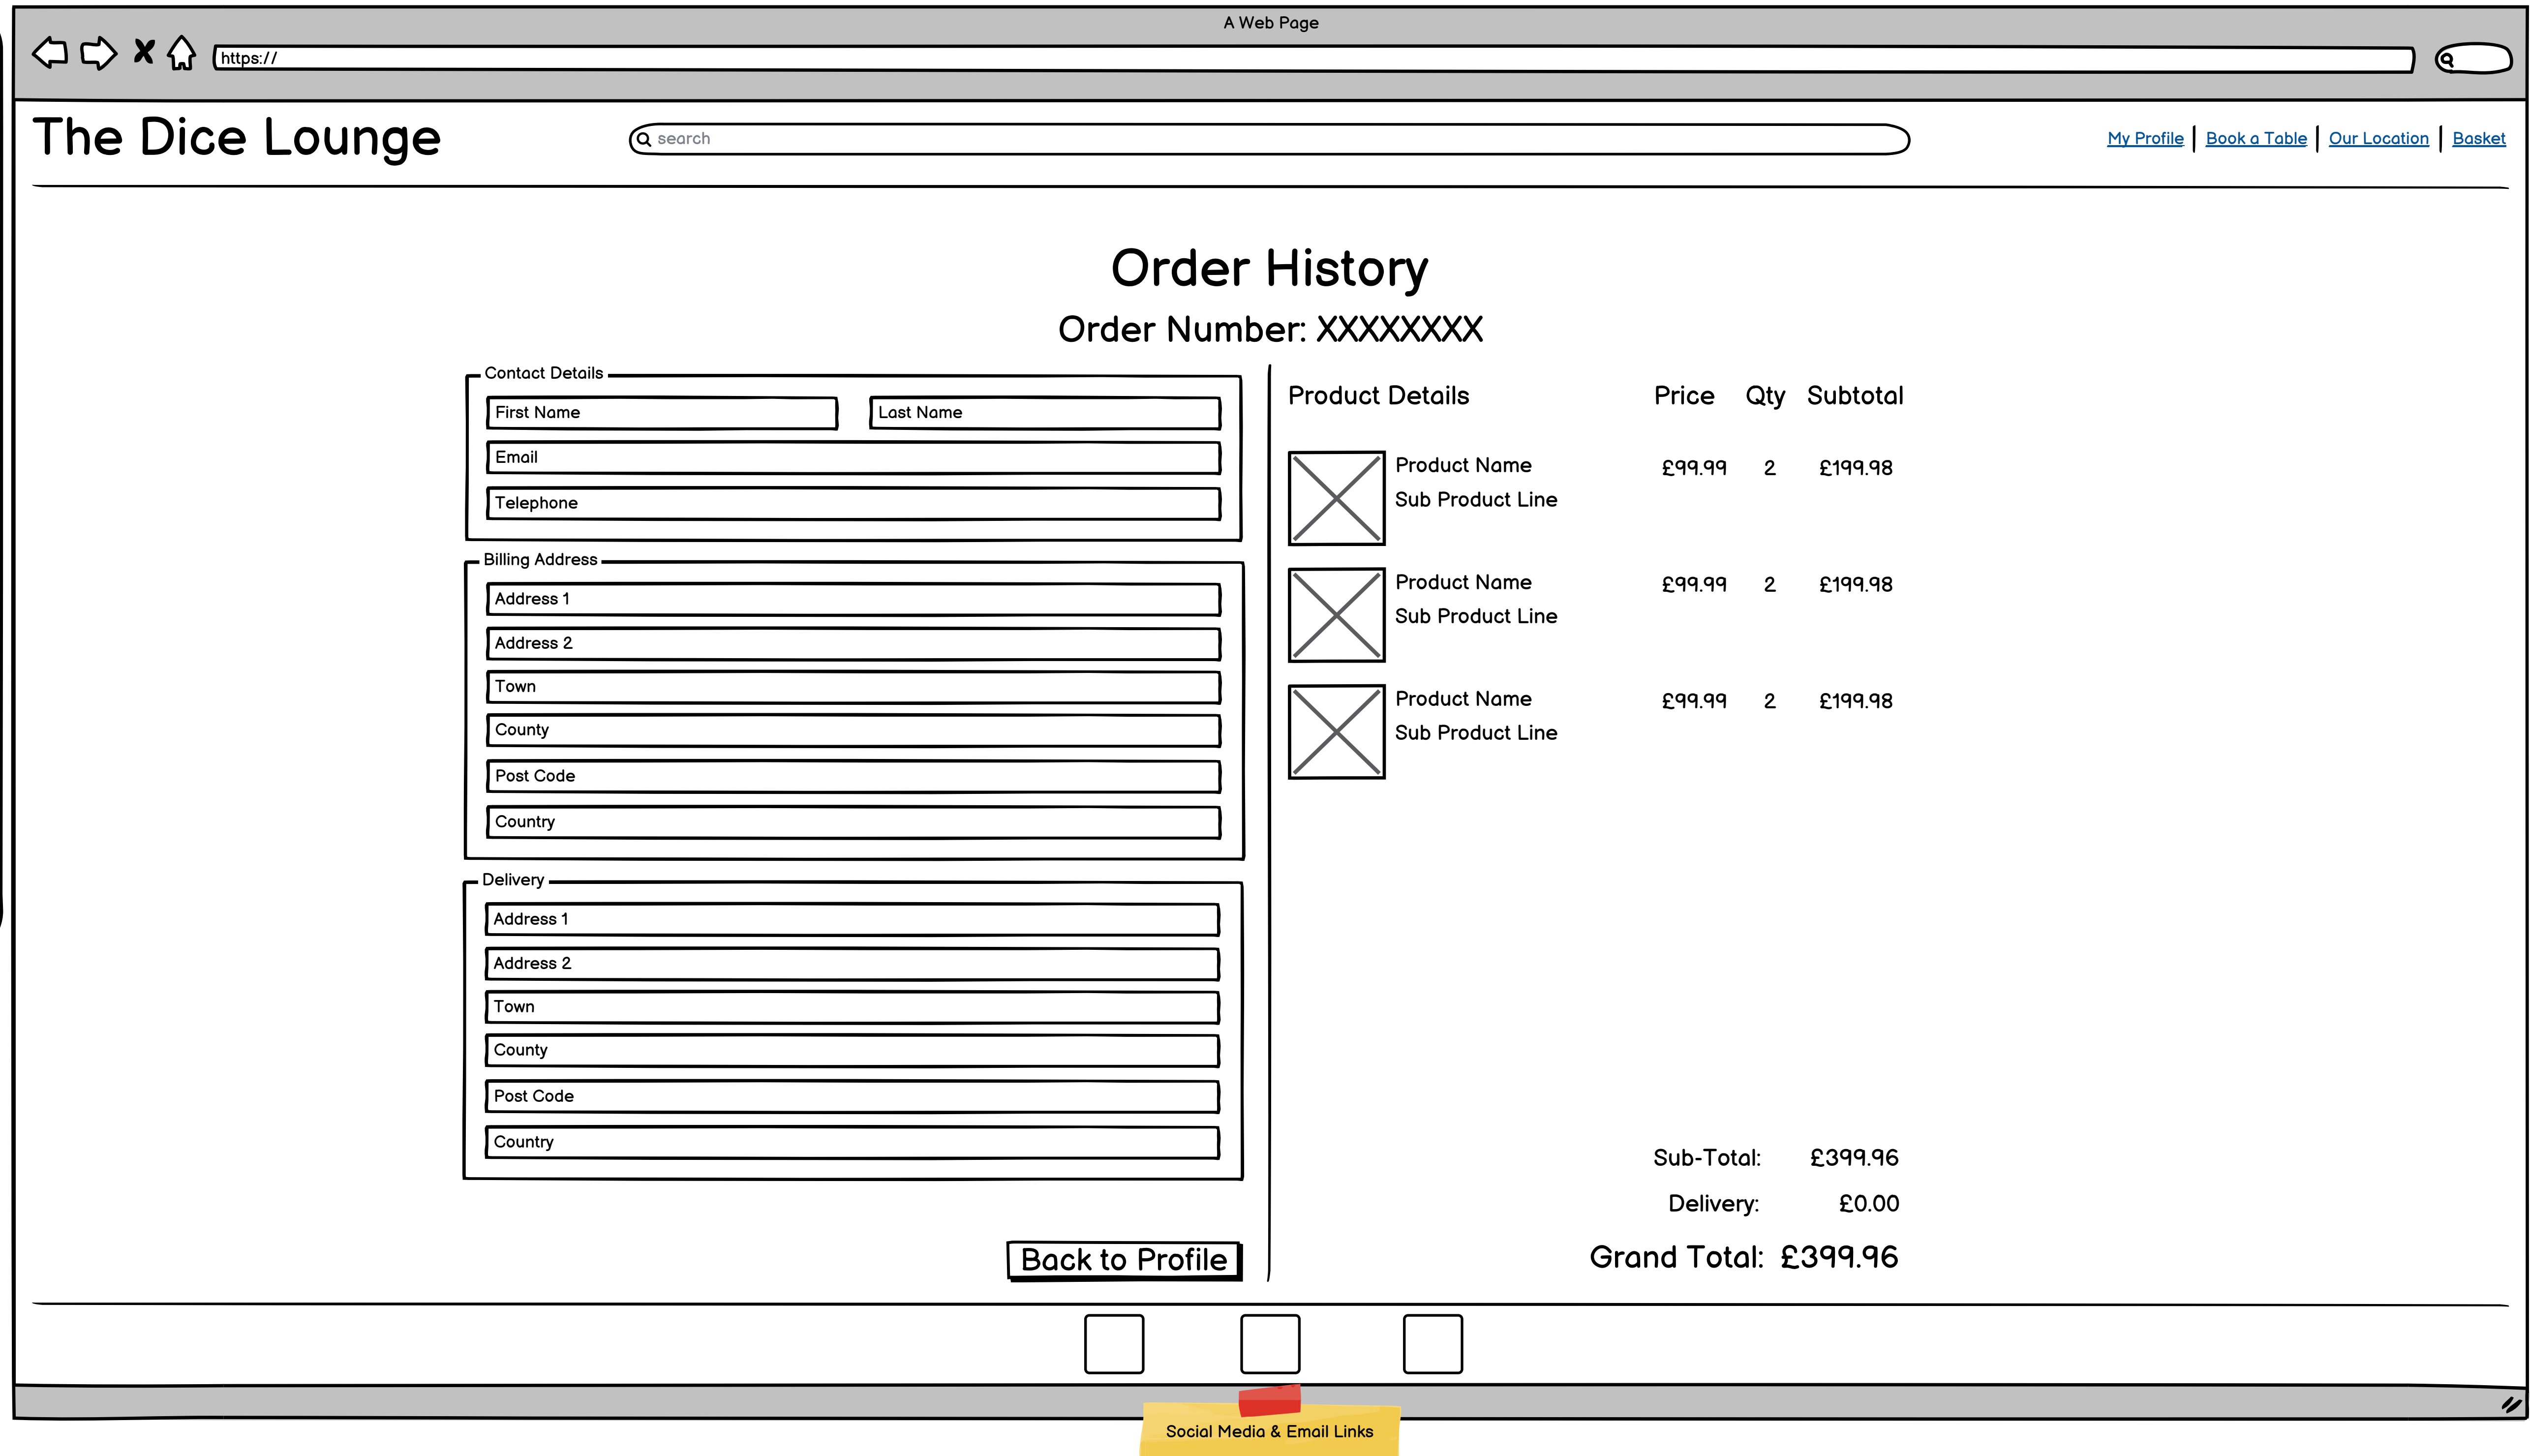 A Web Page
https://
The Dice Lounge
search
My Profile | Book a Table | Our Location | Basket
Order History
Order Number: XXXXXXXX
Contact Details
First Name
Last Name
Email
Telephone
Billing Address
Address 1
Address 2
Town
County
Post Code
Country
Delivery
Address 1
Address 2
Town
County
Post Code
Country
Back to Profile
Product Details Price Qty Subtotal
Product Name £99.99 2 £199.98
Sub Product Line
Product Name £99.99 2 £199.98
Sub Product Line
Product Name £99.99 2 £199.98
Sub Product Line
Sub-Total: £399.96
Delivery: £0.00
Grand Total: £399.96
Social Media & Email Links